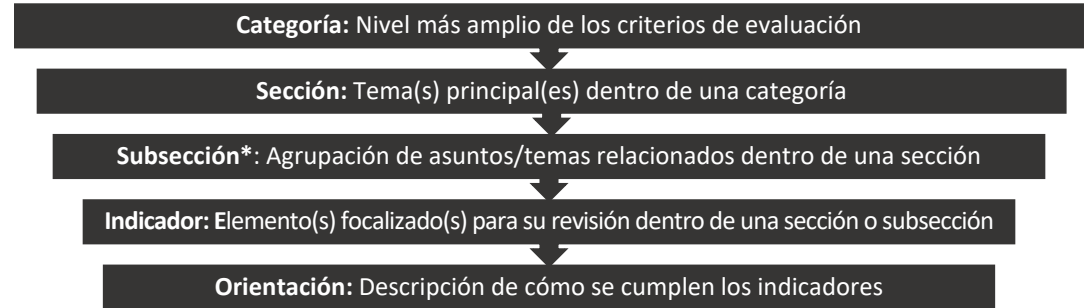 Categoría: Nivel más amplio de los criterios de evaluación
Sección: Tema(s) principal(es) dentro de una categoría
Subsección*: Agrupación de asuntos/temas relacionados dentro de una sección
Indicador: Elemento(s) focalizado(s) para su revisión dentro de una sección o subsección
Orientación: Descripción de cómo se cumplen los indicadores